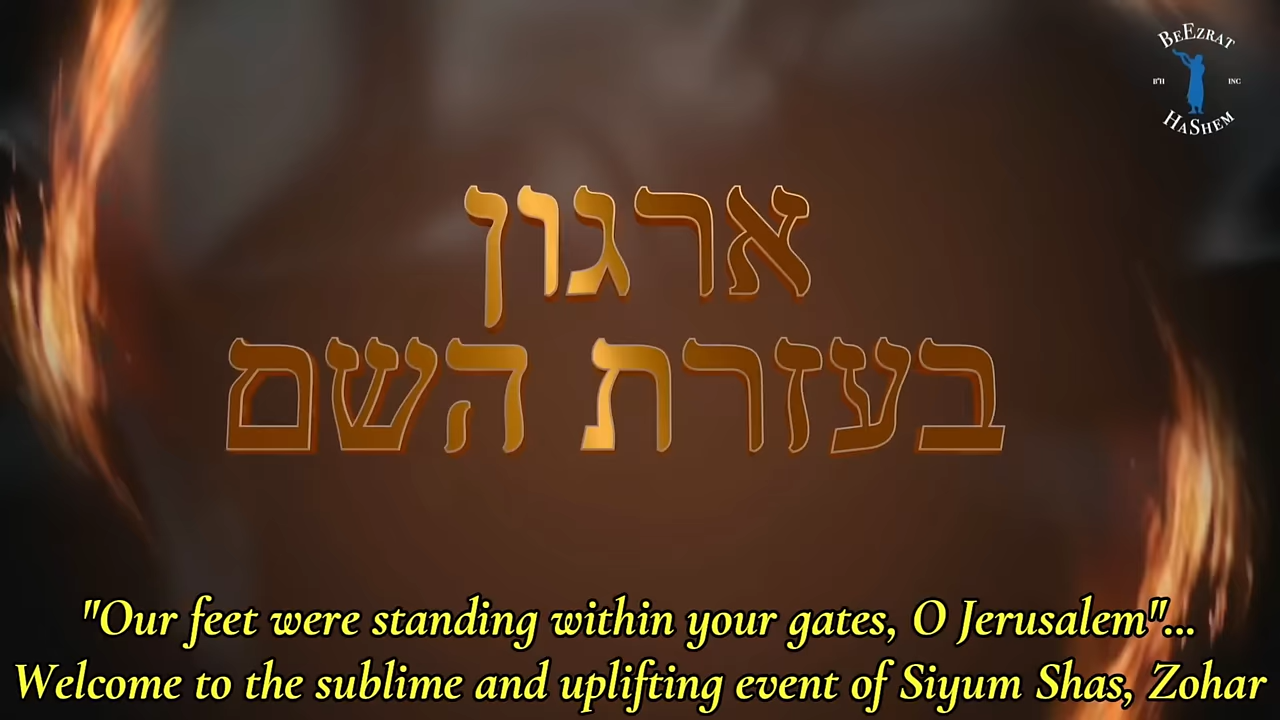 BEEZRAT
B"H INC
HASHEM
ארגון
בעזרת השם
"Our feet were standing within your gates, O Jerusalem"...
Welcome to the sublime and uplifting event of Siyum Shas, Zohar